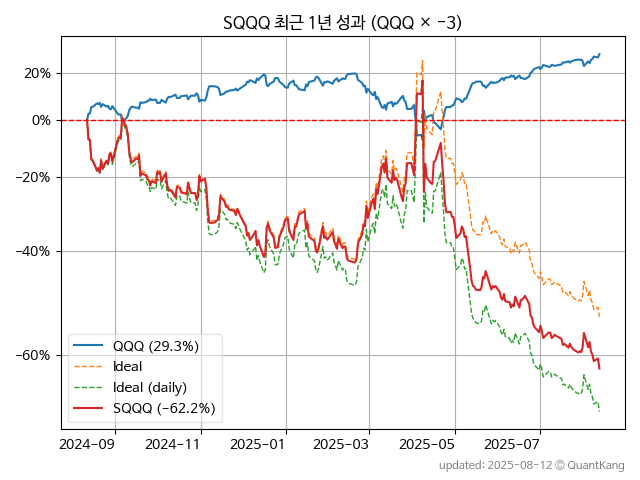 SQQQ 최근 1년 성과 (QQQ × −3)
20%
0%
−20%
−40%
−60%
QQQ (29.3%)
Ideal
Ideal (daily)
SQQQ (−62.2%)
2024-09 2024-11 2025-01 2025-03 2025-05 2025-07
updated: 2025-08-12 © QuantKang